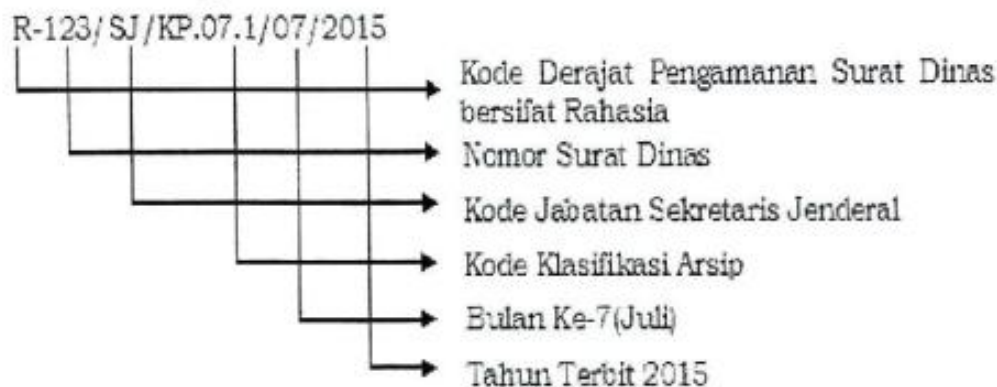 R-123/SJ/KP.07.1/07/2015
Kode Derajat Pengamanan Surat Dinas
bersifat Rahasia
Nomor Surat Dinas
Kode Jabatan Sekretaris Jenderal
Kode Klasifikasi Arsip
Bulan Ke-7(Juli)
Tahun Terbit 2015